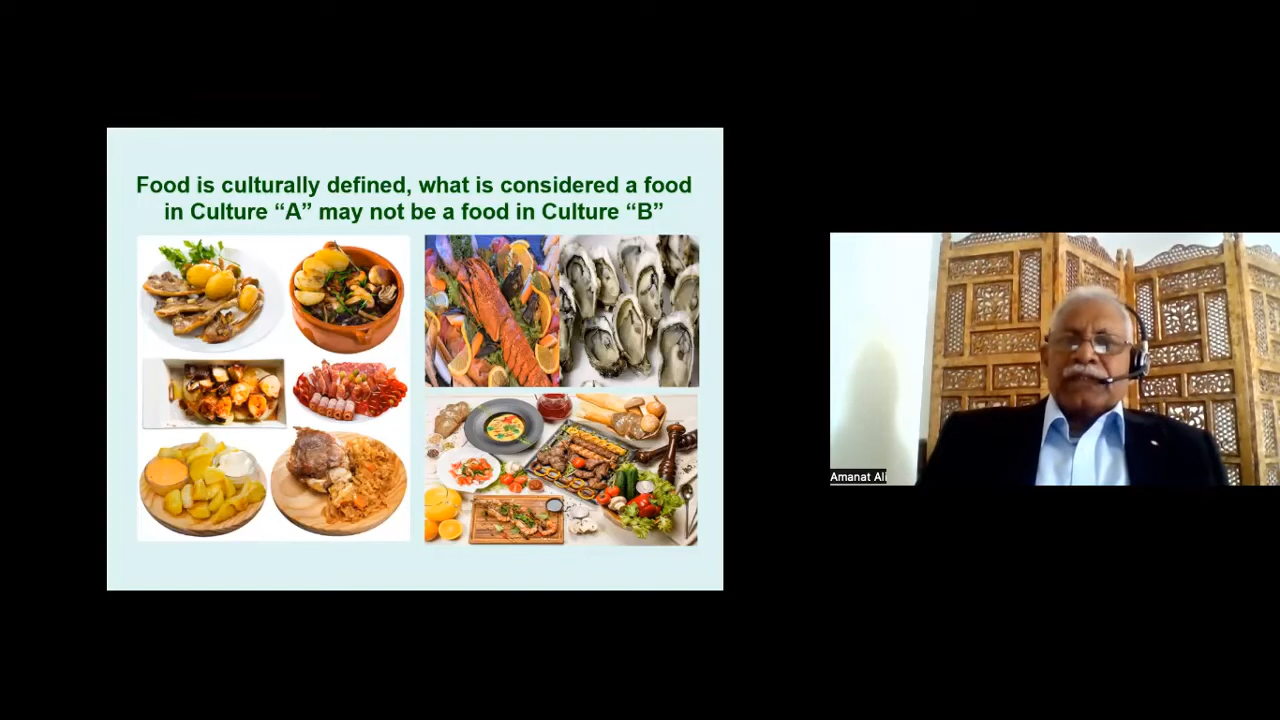 Food is culturally defined, what is considered a food
in Culture “A” may not be a food in Culture “B”
Amanat Ali